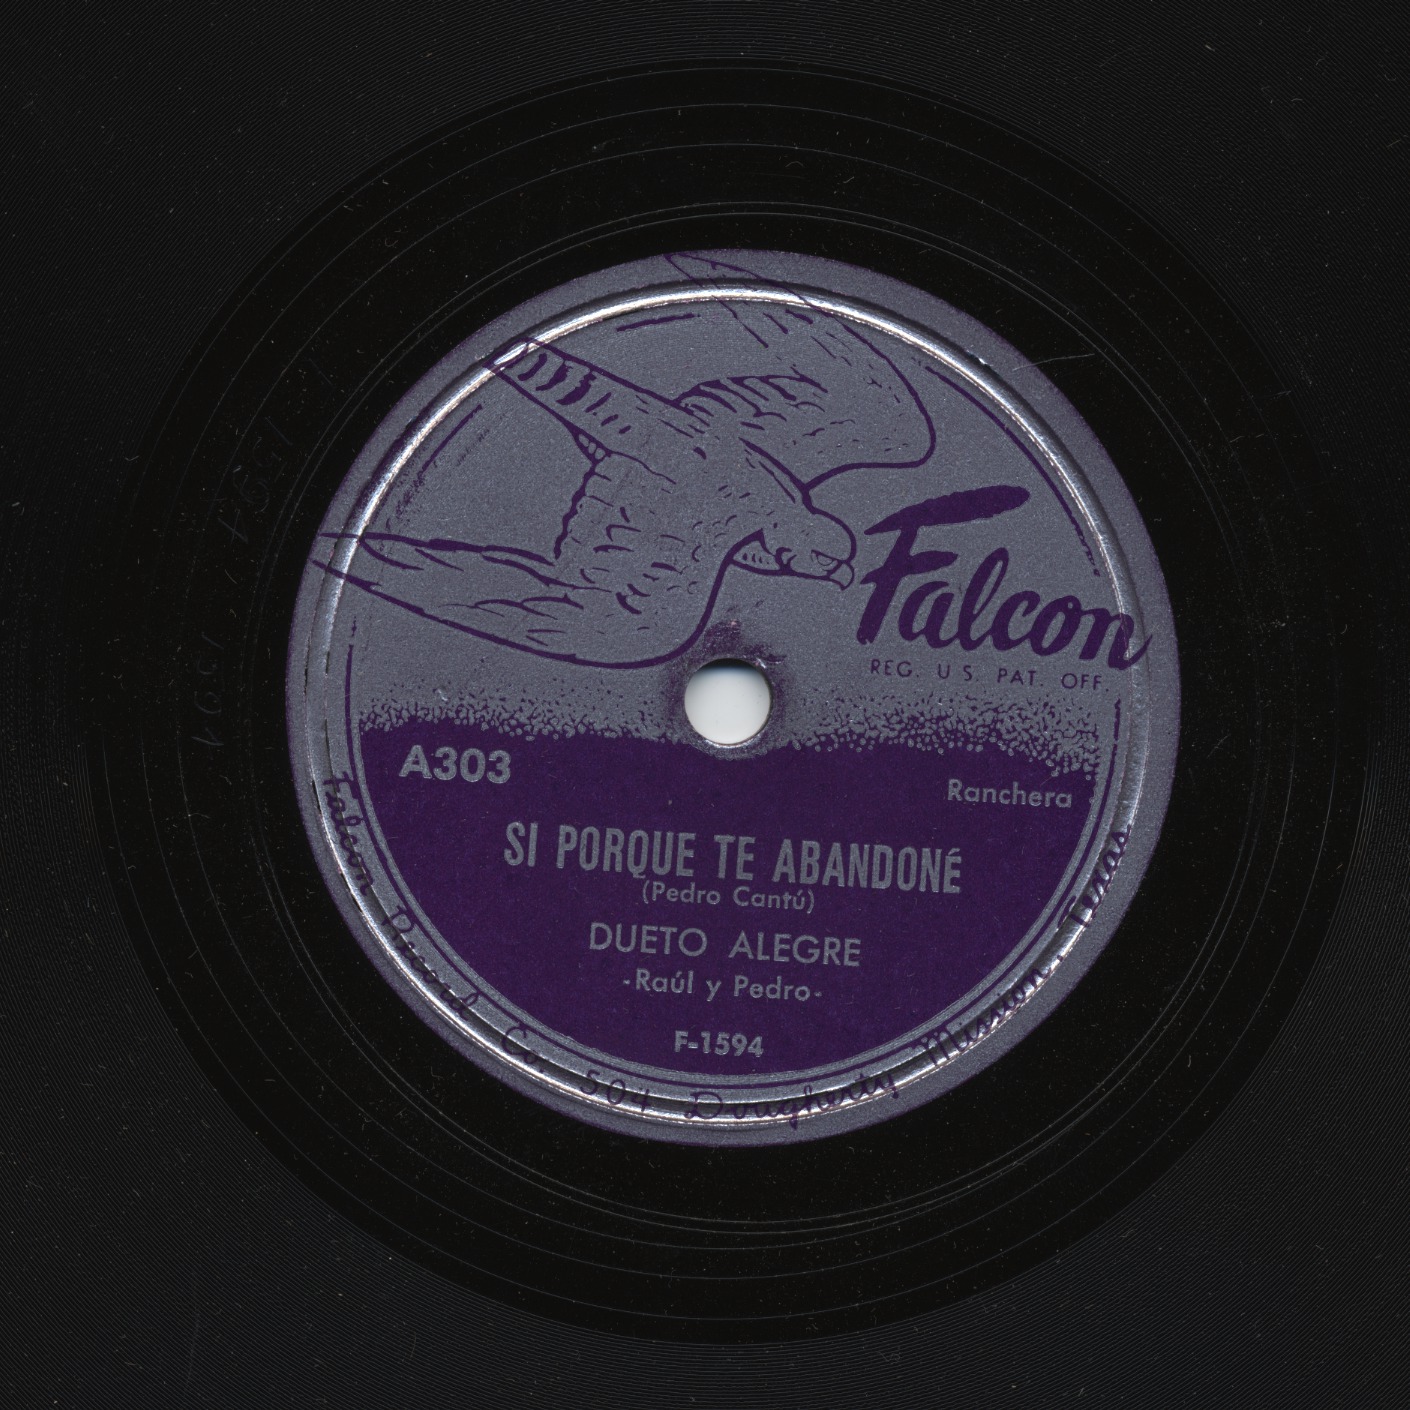 Falcon
REG. U.S. PAT. OFF.
A303
Ranchera
SI PORQUE TE ABANDONÉ
(Pedro Cantú)
DUETO ALEGRE
-Raúl y Pedro-
F-1594
Falcon Record Co. 504 Dougherty Mission, Texas
1594